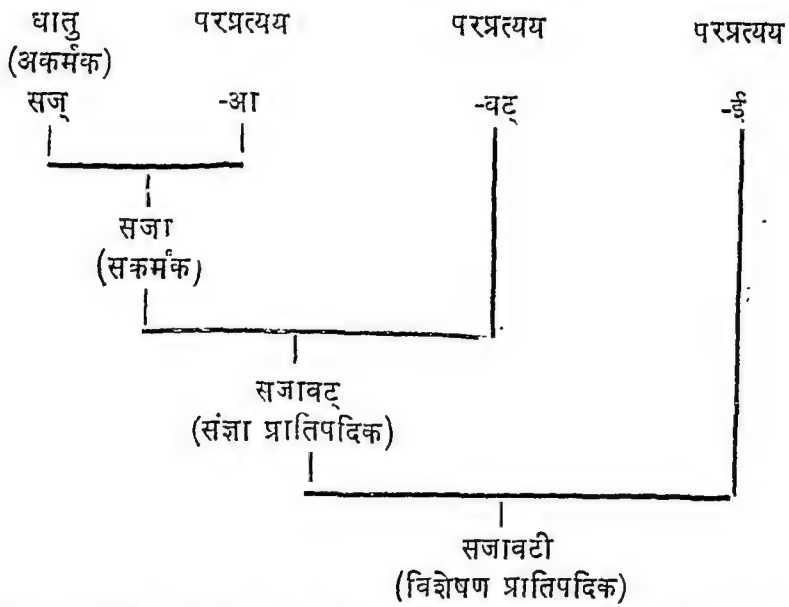 धातु परप्रत्यय परप्रत्यय परप्रत्यय
(अकर्मक)
सज् -आ -वट् -ई
सजा
(सकर्मक)
सजावट्
(संज्ञा प्रातिपदिक)
सजावटी
(विशेषण प्रातिपदिक)